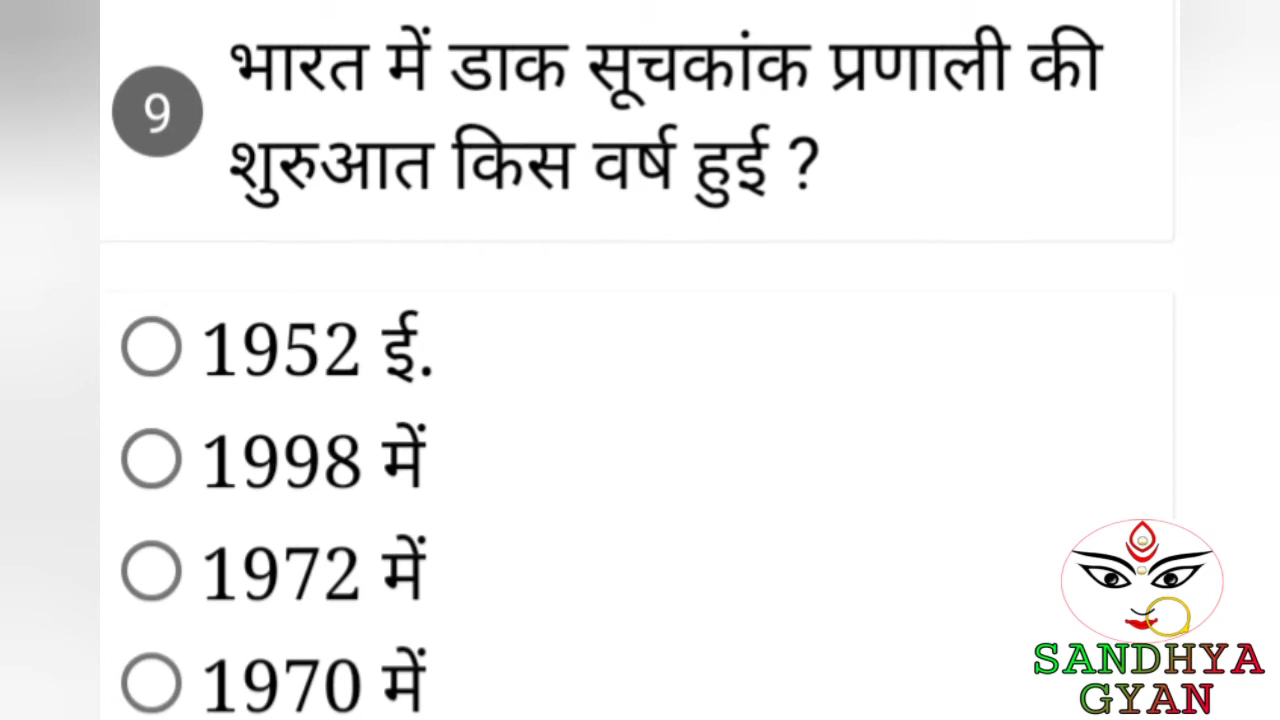 9
भारत में डाक सूचकांक प्रणाली की
शुरुआत किस वर्ष हुई ?
1952 ई.
1998 में
1972 में
1970 में
SANDHYA
GYAN